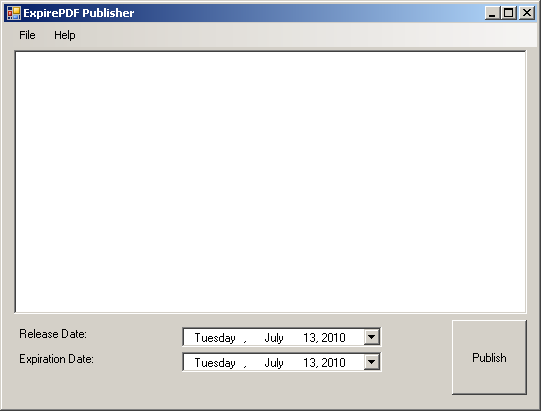 ExpirePDF Publisher
File Help
Release Date: Tuesday , July 13, 2010
Expiration Date: Tuesday , July 13, 2010
Publish